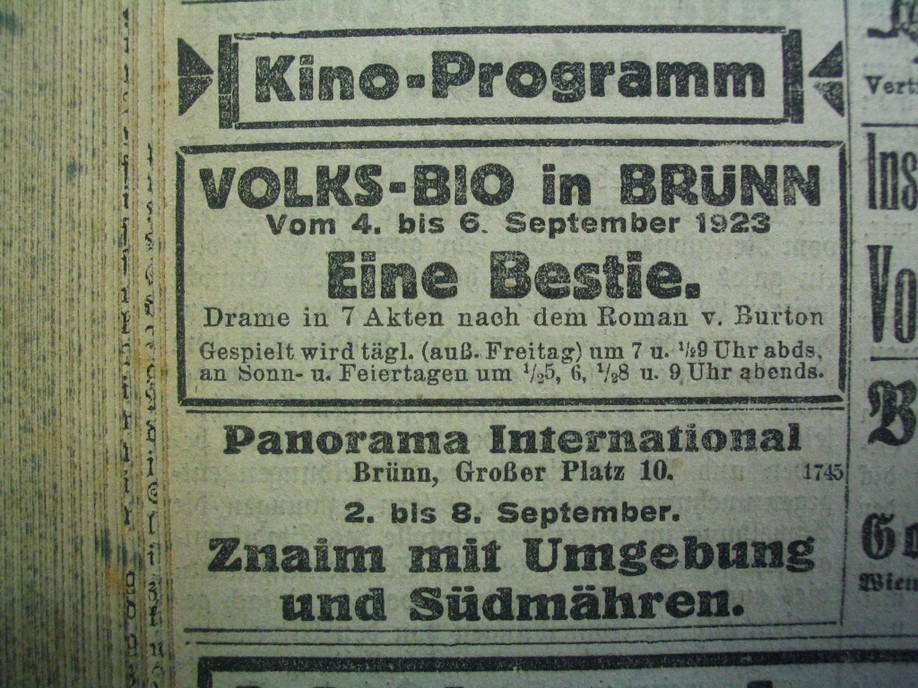 Kino-Programm
VOLKS-BIO in BRÜNN
Vom 4. bis 6. September 1923
Eine Bestie.
Drame in 7 Akten nach dem Roman v. Burton
Gespielt wird tägl. (auß. Freitag) um 7 u. ½9 Uhr abds.,
an Sonn- u. Feiertagen um ½5, 6, ½8 u. 9 Uhr abends.
Panorama International
Brünn, Großer Platz 10. 1745
2. bis 8. September.
Znaim mit Umgebung
und Südmähren.